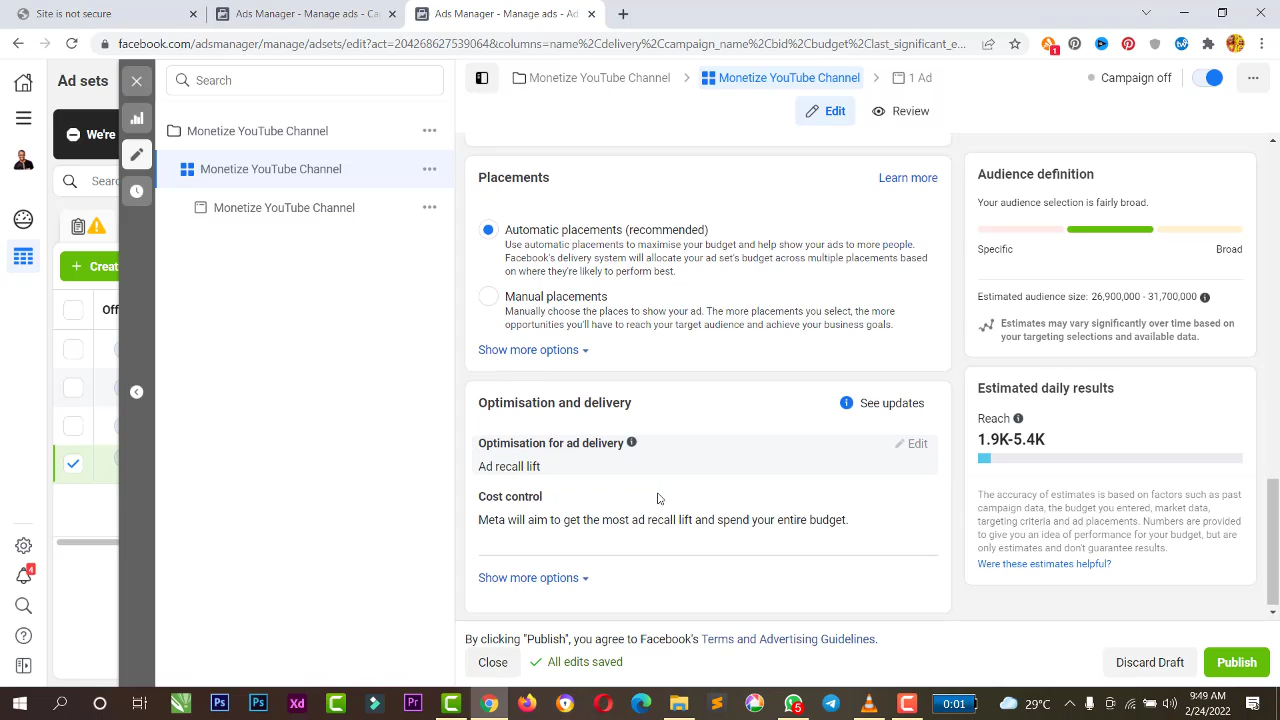 Site is not secure
Ads Manager - Manage ads - Ca
Ads Manager - Manage ads - Ad
facebook.com/adsmanager/manage/adsets/edit?act=204266627539064&column=name%2Cdelivery%2Ccampaign_name%2Cbid%2Cbudget%2Clast_significant_e...
1
Ad sets
Search
Monetize YouTube Channel
Monetize YouTube Channel
1 Ad
Campaign off
Edit
Review
We're
Monetize YouTube Channel
Monetize YouTube Channel
Monetize YouTube Channel
Searc
Creat
Off
Placements
Learn more
Automatic placements (recommended)
Use automatic placements to maximise your budget and help show your ads to more people.
Facebook's delivery system will allocate your ad set's budget across multiple placements based
on where they're likely to perform best.
Manual placements
Manually choose the places to show your ad. The more placements you select, the more
opportunities you'll have to reach your target audience and achieve your business goals.
Show more options
Optimisation and delivery
See updates
Optimisation for ad delivery
Edit
Ad recall lift
Cost control
Meta will aim to get the most ad recall lift and spend your entire budget.
Show more options
Audience definition
Your audience selection is fairly broad.
Specific
Broad
Estimated audience size: 26,900,000 - 31,700,000
Estimates may vary significantly over time based on
your targeting selections and available data.
Estimated daily results
Reach
1.9K-5.4K
The accuracy of estimates is based on factors such as past
campaign data, the budget you entered, market data,
targeting criteria and ad placements. Numbers are provided
to give you an idea of performance for your budget, but are
only estimates and don't guarantee results.
Were these estimates helpful?
4
By clicking "Publish", you agree to Facebook's Terms and Advertising Guidelines.
Close
All edits saved
Discard Draft
Publish
Ps
Ps
Xd
Pr
5
0:01
29°C
9:49 AM
2/24/2022